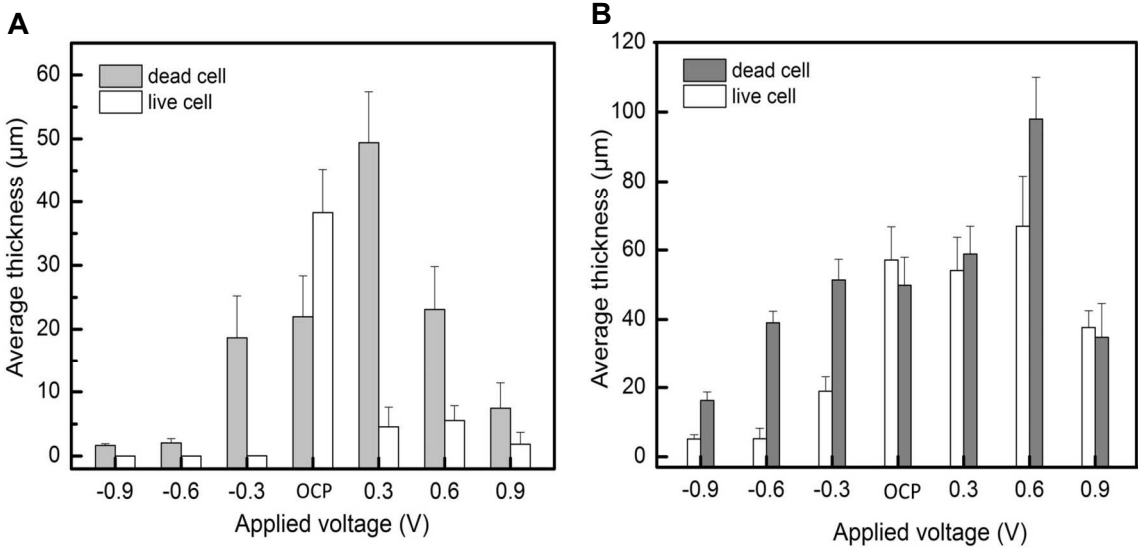 A
Average thickness (μm)
60
50
40
30
20
10
0
dead cell
live cell
-0.9 -0.6 -0.3 OCP 0.3 0.6 0.9
Applied voltage (V)
B
Average thickness (μm)
120
100
80
60
40
20
0
dead cell
live cell
-0.9 -0.6 -0.3 OCP 0.3 0.6 0.9
Applied voltage (V)